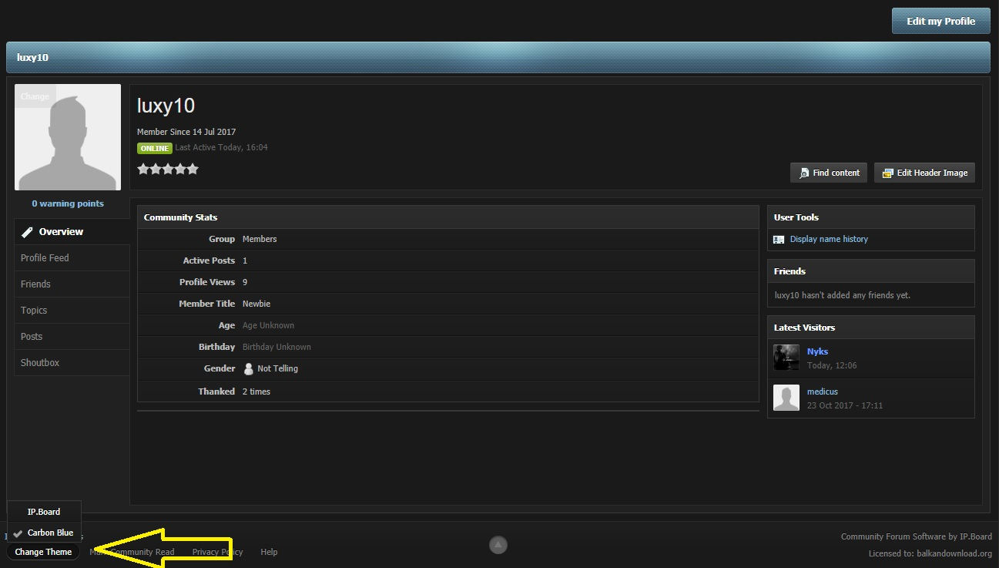 Edit my Profile
luxy10
Change
luxy10
Member Since 14 Jul 2017
ONLINE Last Active Today, 16:04
Find content
Edit Header Image
0 warning points
Overview
Profile Feed
Friends
Topics
Posts
Shoutbox
Community Stats
Group Members
Active Posts 1
Profile Views 9
Member Title Newbie
Age Age Unknown
Birthday Birthday Unknown
Gender Not Telling
Thanked 2 times
User Tools
Display name history
Friends
luxy10 hasn't added any friends yet.
Latest Visitors
Nyks
Today, 12:06
medicus
23 Oct 2017 - 17:11
IP.Board
Carbon Blue
Change Theme
Community Read
Privacy Policy
Help
Community Forum Software by IP.Board
Licensed to: balkandownload.org